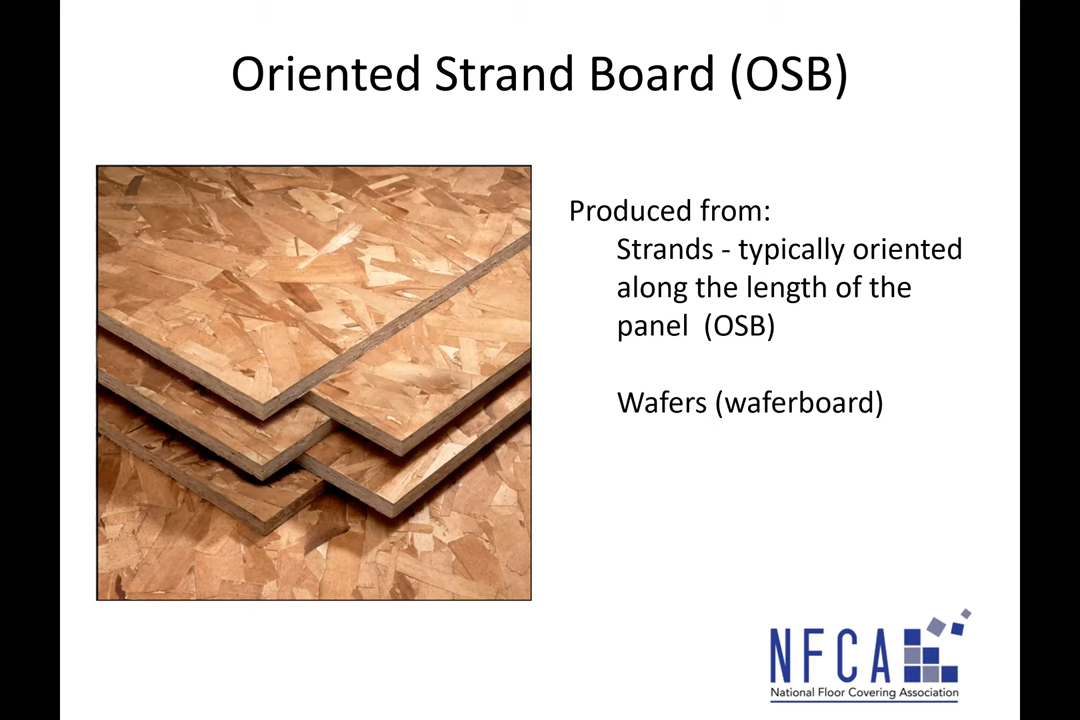 Oriented Strand Board (OSB)
Produced from:
Strands - typically oriented
along the length of the
panel (OSB)
Wafers (waferboard)
NFCA
National Floor Covering Association